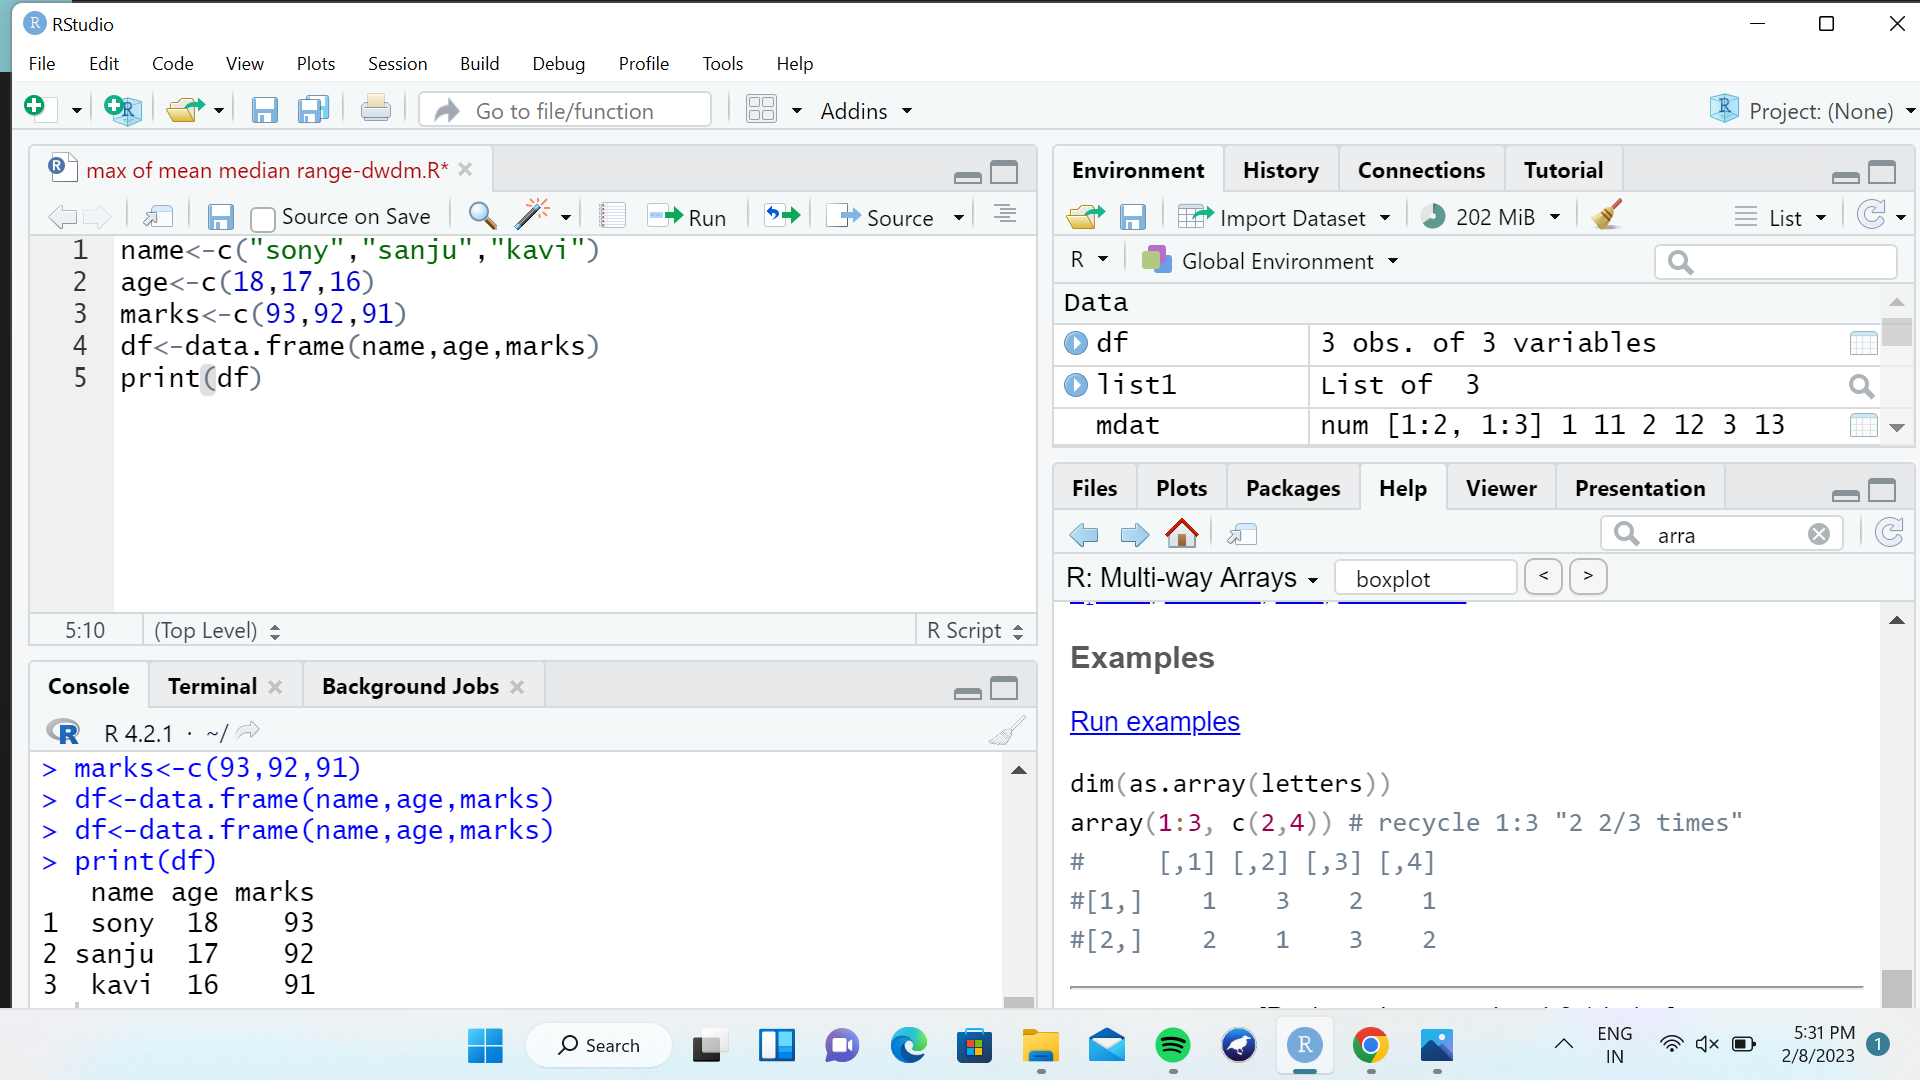 RStudio
File Edit Code View Plots Session Build Debug Profile Tools Help
Go to file/function Addins Project: (None)
max of mean median range-dwdm.R*
Source on Save Run Source
1 name<-c("sony","sanju","kavi")
2 age<-c(18,17,16)
3 marks<-c(93,92,91)
4 df<-data.frame(name,age,marks)
5 print(df)
5:10 (Top Level) R Script
Console Terminal Background Jobs
R 4.2.1 · ~/
> marks<-c(93,92,91)
> df<-data.frame(name,age,marks)
> df<-data.frame(name,age,marks)
> print(df)
name age marks
1 sony 18 93
2 sanju 17 92
3 kavi 16 91
Environment History Connections Tutorial
Import Dataset 202 MiB List
R Global Environment
Data
df 3 obs. of 3 variables
list1 List of 3
mdat num [1:2, 1:3] 1 11 2 12 3 13
Files Plots Packages Help Viewer Presentation
arra
R: Multi-way Arrays boxplot < >
Examples
Run examples
dim(as.array(letters))
array(1:3, c(2,4)) # recycle 1:3 "2 2/3 times"
# [,1] [,2] [,3] [,4]
#[1,] 1 3 2 1
#[2,] 2 1 3 2
Search
ENG
IN
5:31 PM
2/8/2023
1